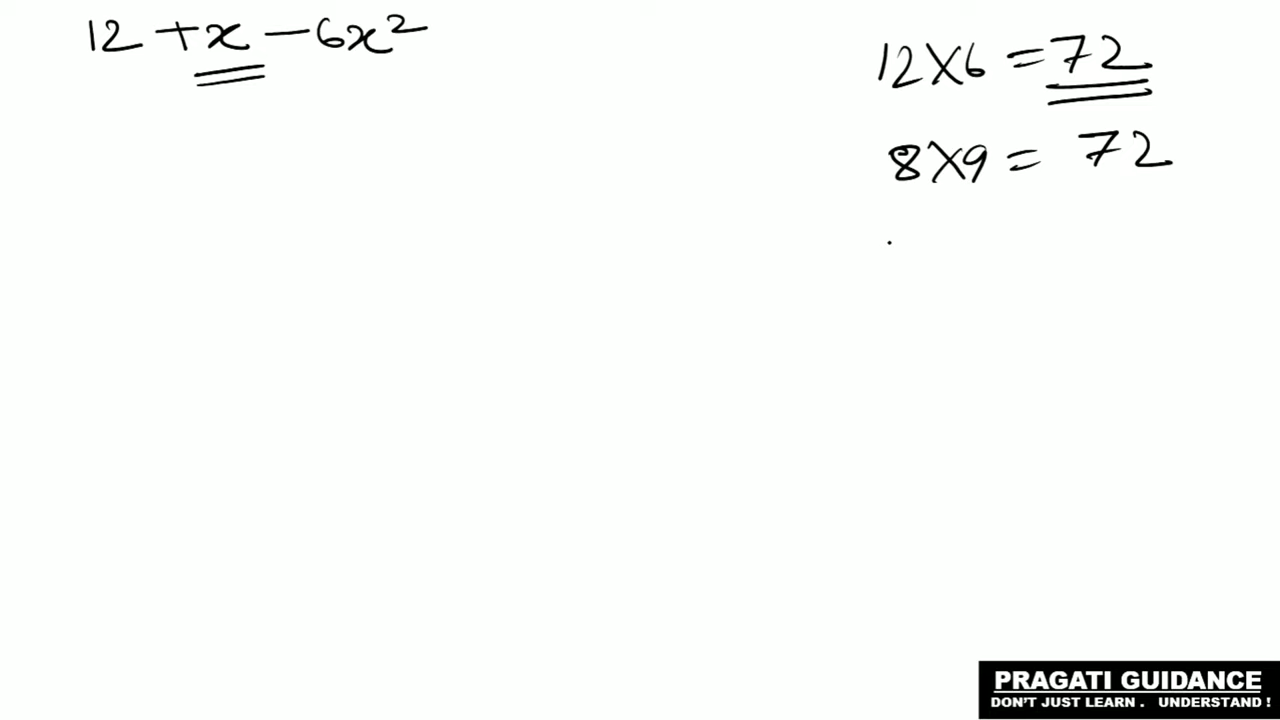 12 + x - 6x²
12 X 6 = 72
8 X 9 = 72
PRAGATI GUIDANCE
DON'T JUST LEARN . UNDERSTAND !